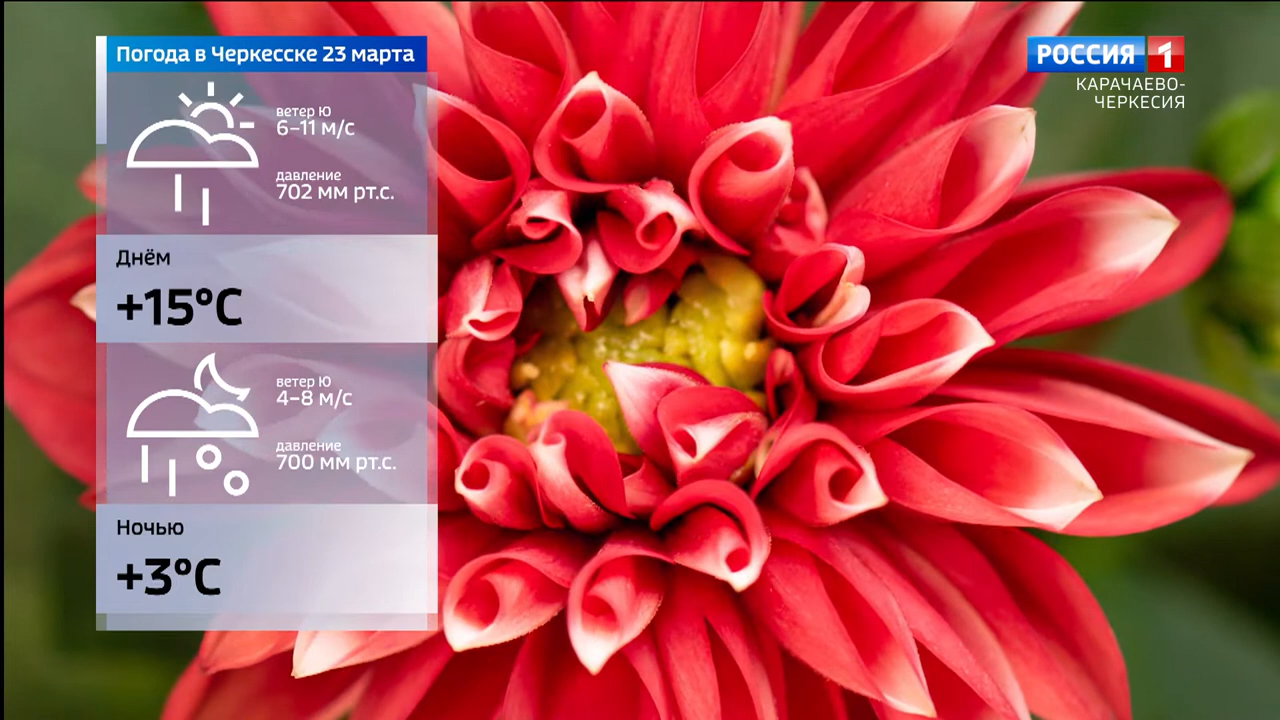 Погода в Черкесске 23 марта
ветер Ю
6–11 м/с
давление
702 мм рт.с.
Днём
+15°C
ветер Ю
4–8 м/с
давление
700 мм рт.с.
Ночью
+3°C
РОССИЯ 1
КАРАЧАЕВО-
ЧЕРКЕСИЯ